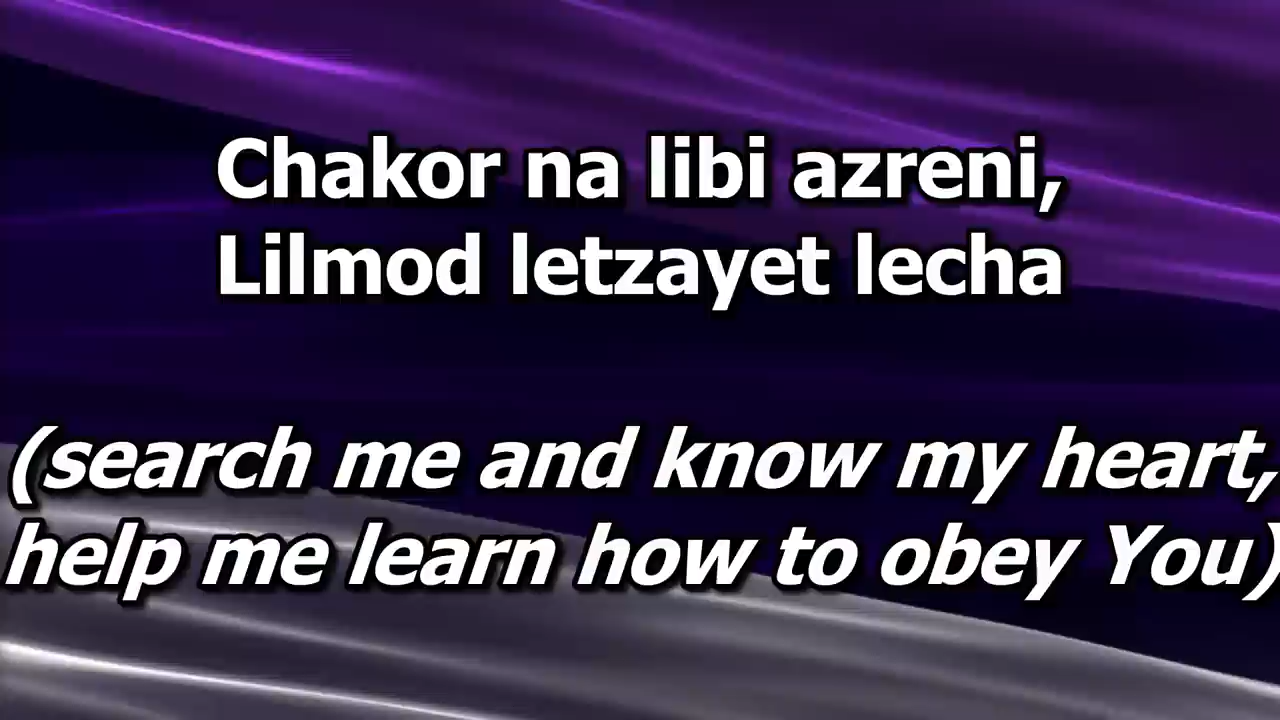 Chakor na libi azreni,
Lilmod letzayet lecha
(search me and know my heart,
help me learn how to obey You)